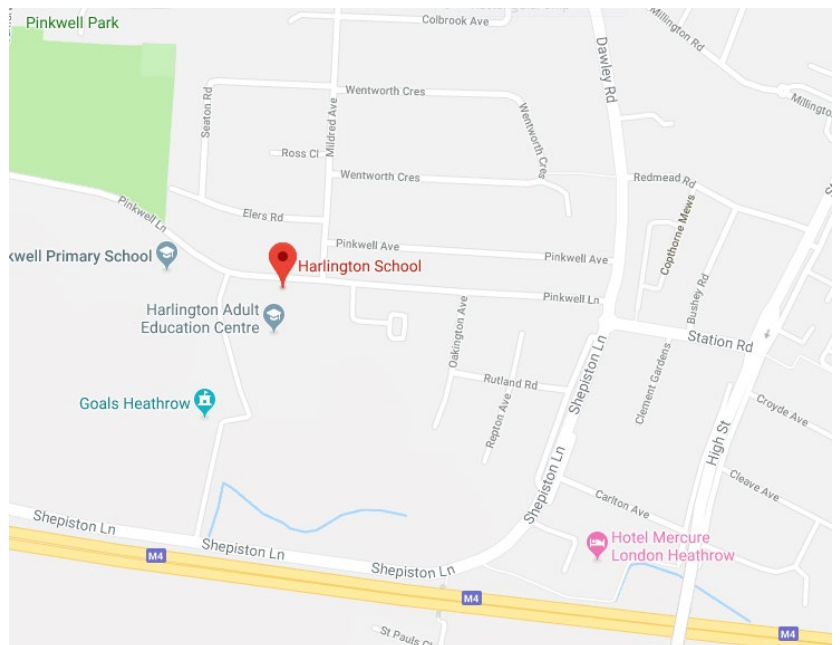 Pinkwell Park
Colbrook Ave
Millington Rd
Dawley Rd
Millington
Seaton Rd
Wentworth Cres
Mildred Ave
Ross Cl
Wentworth Cres
Wentworth Cres
Redmead Rd
Pinkwell Ln
Elers Rd
Copthorne Mews
kwell Primary School
Pinkwell Ave
Pinkwell Ave
Harlington School
Bushey Rd
Pinkwell Ln
Harlington Adult
Education Centre
Oakington Ave
Station Rd
Shepiston Ln
Rutland Rd
Clement Gardens
Goals Heathrow
Repton Ave
Croyde Ave
High St
Cleave Ave
Shepiston Ln
Carlton Ave
Shepiston Ln
Shepiston Ln
Hotel Mercure
London Heathrow
M4
Shepiston Ln
M4
St Pauls Cl
M4